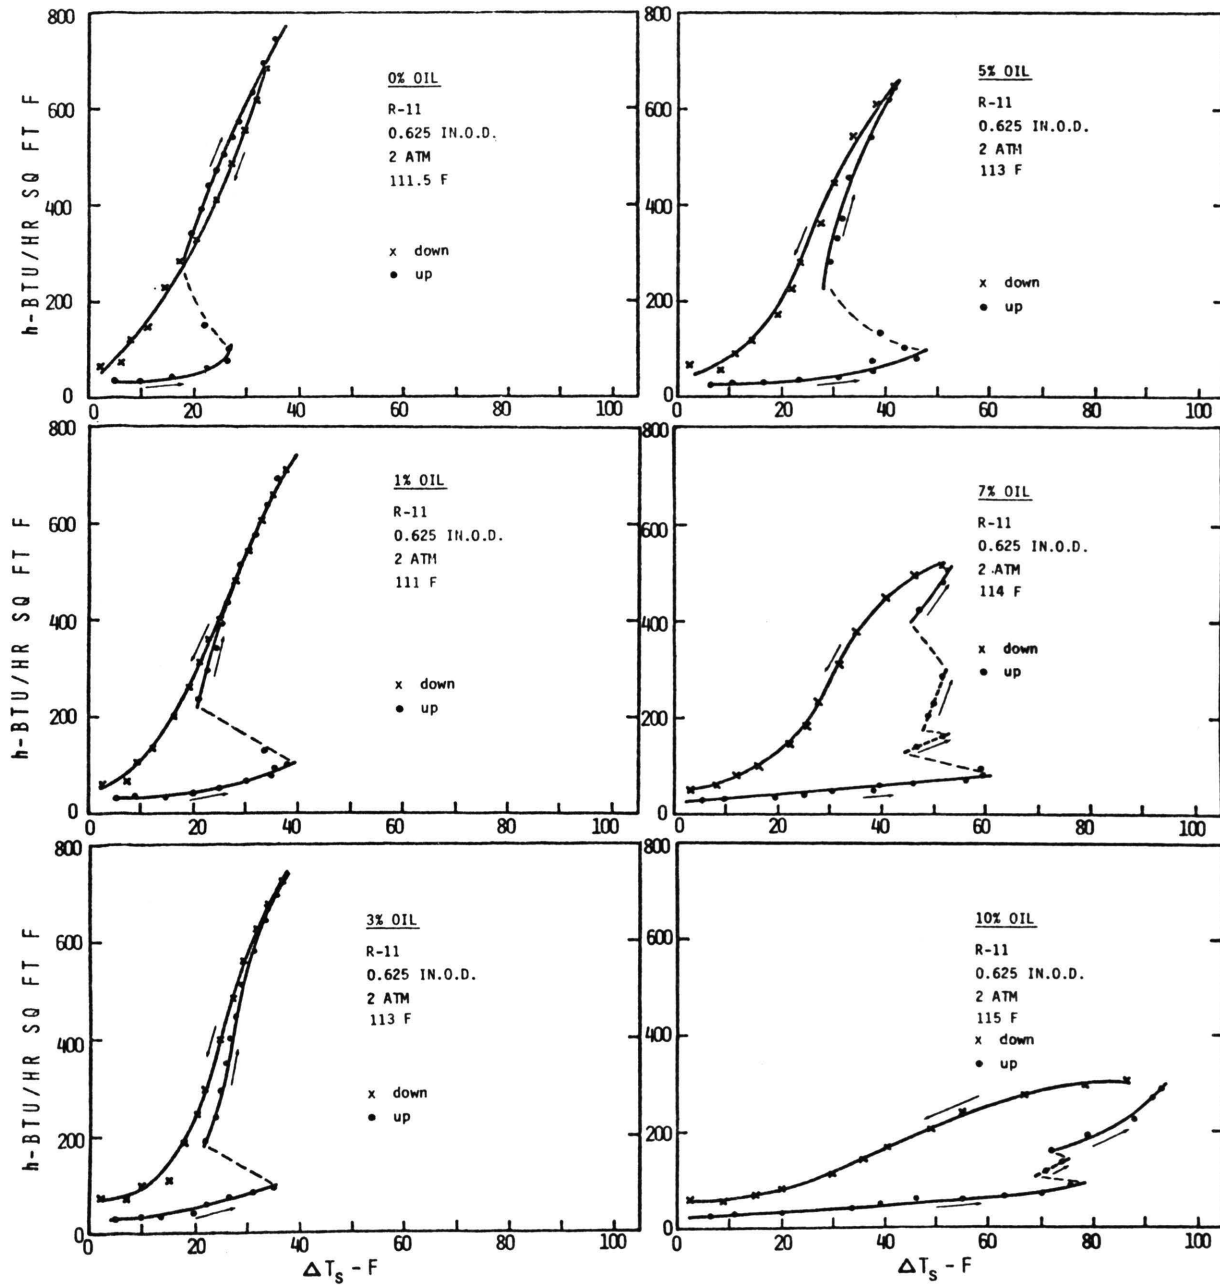 h-BTU/HR SQ FT F
800
600
400
200
0
0% OIL
R-11
0.625 IN.O.D.
2 ATM
111.5 F
x down
• up
0 20 40 60 80 100
800
600
400
200
0
5% OIL
R-11
0.625 IN.O.D.
2 ATM
113 F
x down
• up
0 20 40 60 80 100
h-BTU/HR SQ FT F
800
600
400
200
0
1% OIL
R-11
0.625 IN.O.D.
2 ATM
111 F
x down
• up
0 20 40 60 80 100
800
600
400
200
0
7% OIL
R-11
0.625 IN.O.D.
2 ATM
114 F
x down
• up
0 20 40 60 80 100
h-BTU/HR SQ FT F
800
600
400
200
0
3% OIL
R-11
0.625 IN.O.D.
2 ATM
113 F
x down
• up
0 20 40 60 80 100
ΔTs - F
800
600
400
200
0
10% OIL
R-11
0.625 IN.O.D.
2 ATM
115 F
x down
• up
0 20 40 60 80 100
ΔTs - F